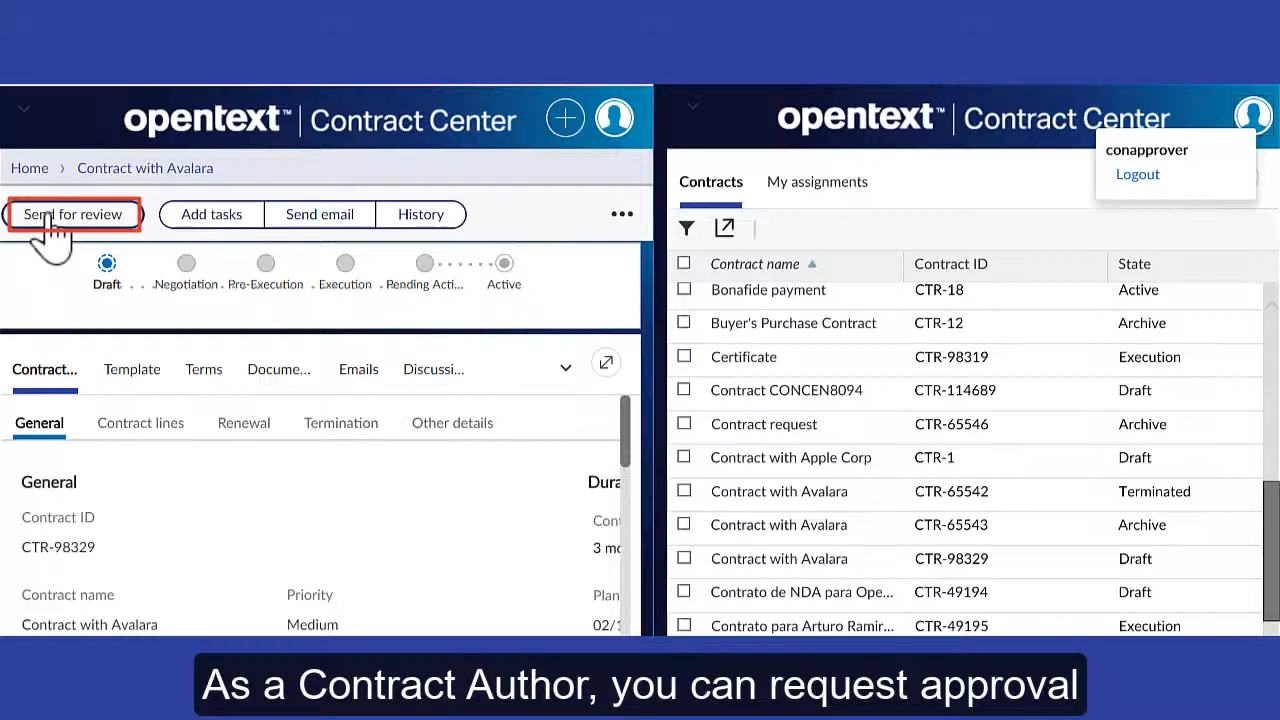 opentext™ | Contract Center
Home › Contract with Avalara
Send for review
Add tasks
Send email
History
•••
Draft
Negotiation
Pre-Execution
Execution
Pending Acti...
Active
Contract...
Template
Terms
Docume...
Emails
Discussi...
General
Contract lines
Renewal
Termination
Other details
General
Dura
Contract ID
Cont
CTR-98329
3 mo
Contract name
Priority
Plan
Contract with Avalara
Medium
02/1
opentext™ | Contract Center
conapprover
Logout
Contracts
My assignments
Contract name ▲ Contract ID State
Bonafide payment CTR-18 Active
Buyer's Purchase Contract CTR-12 Archive
Certificate CTR-98319 Execution
Contract CONCEN8094 CTR-114689 Draft
Contract request CTR-65546 Archive
Contract with Apple Corp CTR-1 Draft
Contract with Avalara CTR-65542 Terminated
Contract with Avalara CTR-65543 Archive
Contract with Avalara CTR-98329 Draft
Contrato de NDA para Ope... CTR-49194 Draft
Contrato para Arturo Ramir... CTR-49195 Execution
As a Contract Author, you can request approval